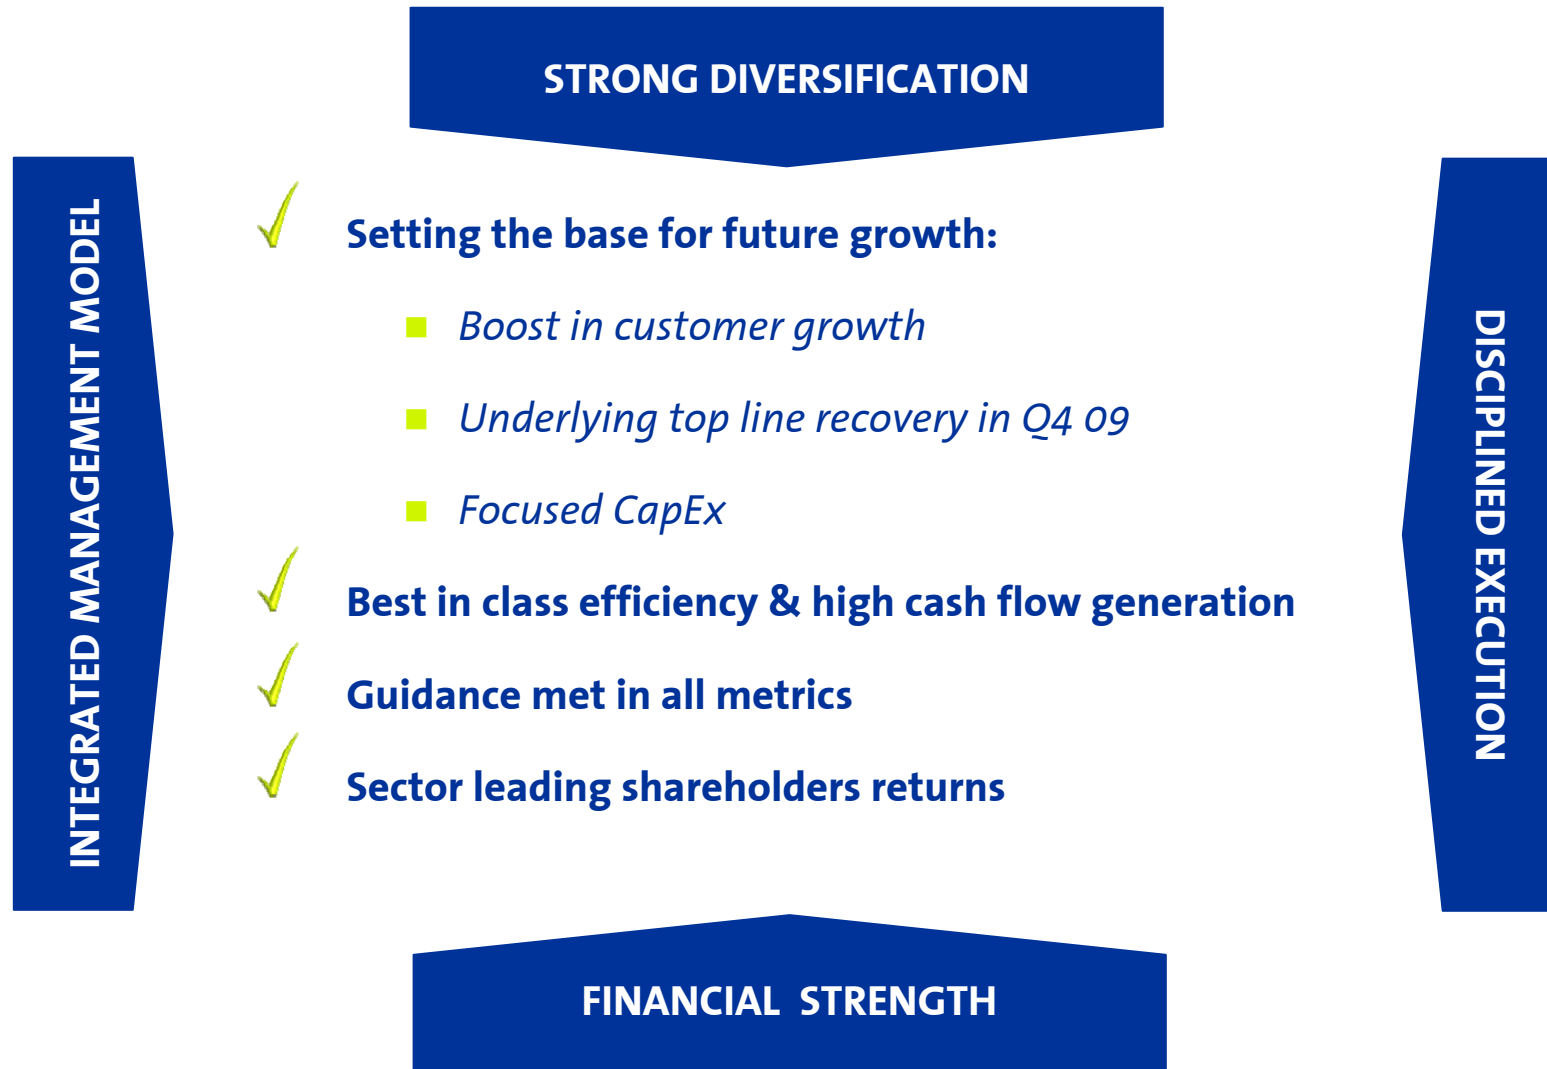 STRONG DIVERSIFICATION
INTEGRATED MANAGEMENT MODEL
Setting the base for future growth:
Boost in customer growth
Underlying top line recovery in Q4 09
Focused CapEx
Best in class efficiency & high cash flow generation
Guidance met in all metrics
Sector leading shareholders returns
DISCIPLINED EXECUTION
FINANCIAL STRENGTH